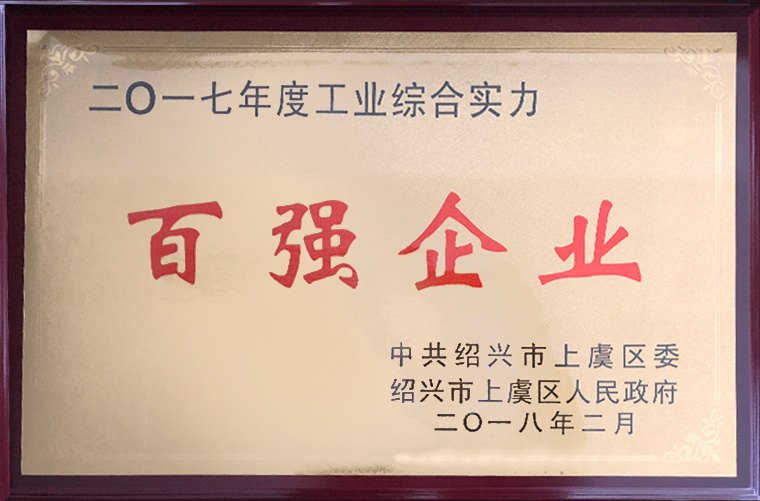 二〇一七年度工业综合实力
百强企业
中共绍兴市上虞区委
绍兴市上虞区人民政府
二〇一八年二月